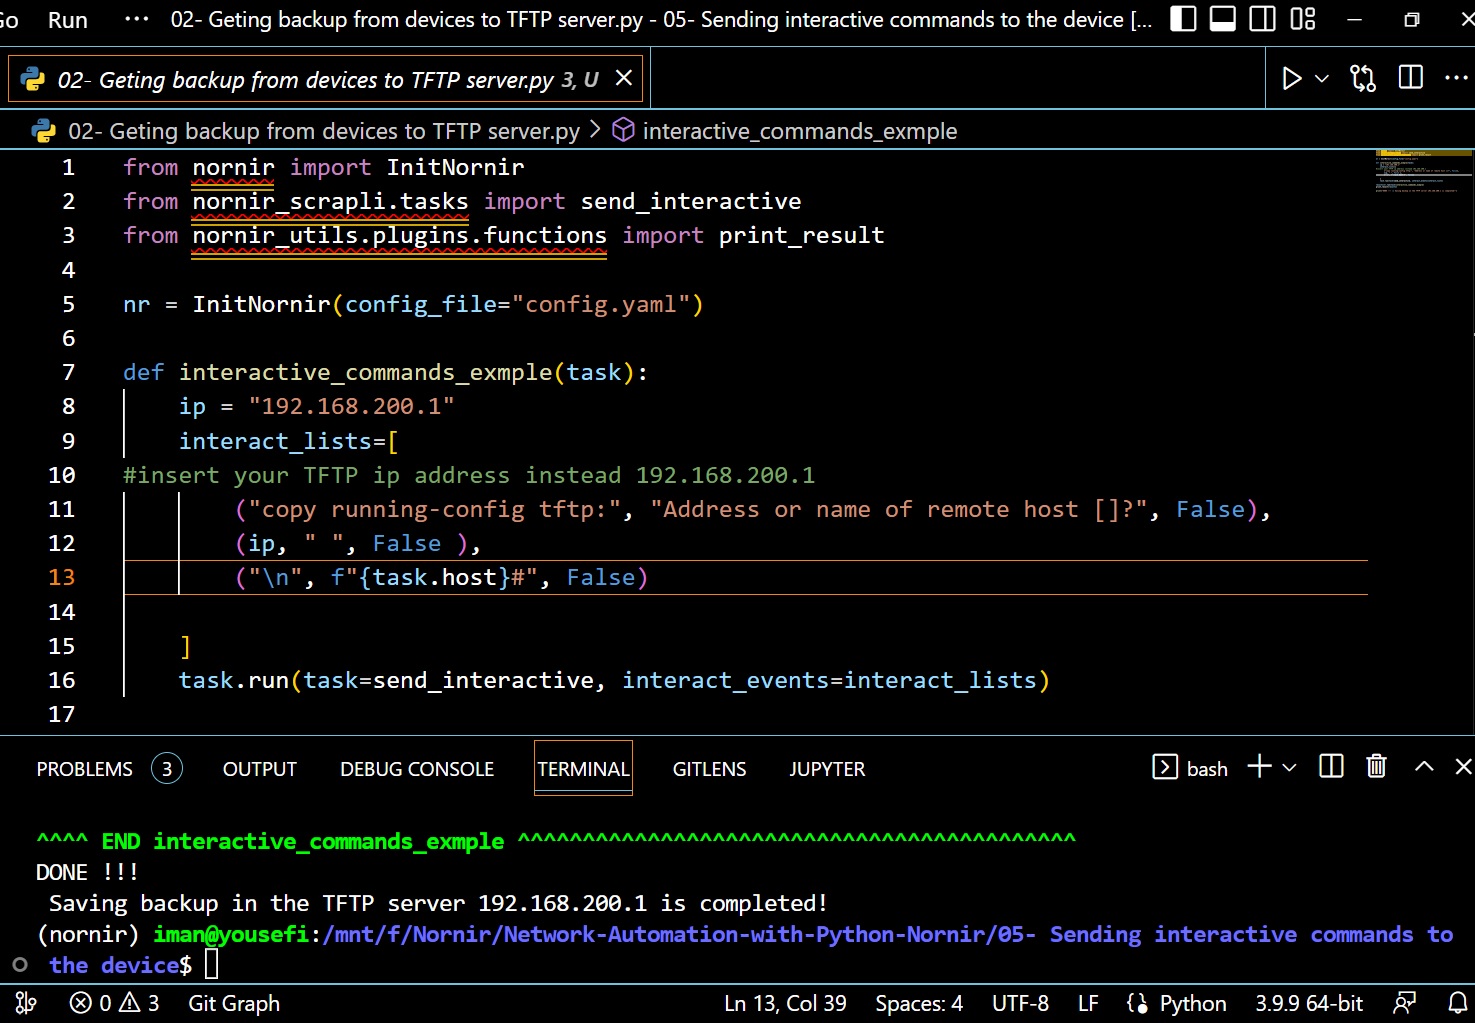 Go Run ··· 02- Geting backup from devices to TFTP server.py - 05- Sending interactive commands to the device [...
02- Geting backup from devices to TFTP server.py 3, U
02- Geting backup from devices to TFTP server.py > interactive_commands_exmple
1 from nornir import InitNornir
2 from nornir_scrapli.tasks import send_interactive
3 from nornir_utils.plugins.functions import print_result
4
5 nr = InitNornir(config_file="config.yaml")
6
7 def interactive_commands_exmple(task):
8     ip = "192.168.200.1"
9     interact_lists=[
10 #insert your TFTP ip address instead 192.168.200.1
11         ("copy running-config tftp:", "Address or name of remote host []?", False),
12         (ip, " ", False ),
13         ("\n", f"{task.host}#", False)
14
15     ]
16     task.run(task=send_interactive, interact_events=interact_lists)
17
PROBLEMS 3 OUTPUT DEBUG CONSOLE TERMINAL GITLENS JUPYTER bash
^^^^ END interactive_commands_exmple ^^^^^^^^^^^^^^^^^^^^^^^^^^^^^^^^^^^^^^^^^^^
DONE !!!
 Saving backup in the TFTP server 192.168.200.1 is completed!
(nornir) iman@yousefi:/mnt/f/Nornir/Network-Automation-with-Python-Nornir/05- Sending interactive commands to
 the device$
0 3 Git Graph Ln 13, Col 39 Spaces: 4 UTF-8 LF Python 3.9.9 64-bit